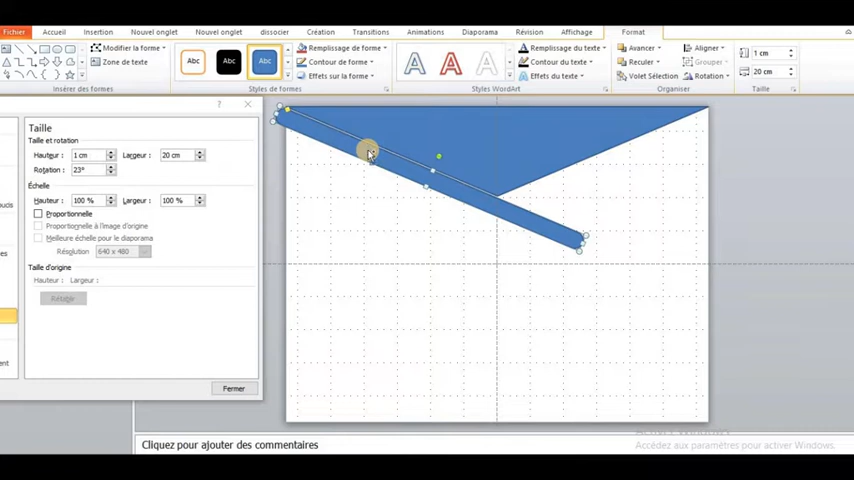 Fichier Accueil Insertion Nouvel onglet Nouvel onglet dissocier Création Transitions Animations Diaporama Révision Affichage Format
Modifier la forme
Zone de texte
Insérer des formes
Abc Abc Abc
Remplissage de forme
Contour de forme
Effets sur la forme
Styles de formes
A A A
Remplissage du texte
Contour du texte
Effets du texte
Styles WordArt
Avancer
Reculer
Volet Sélection
Aligner
Grouper
Rotation
Organiser
1 cm
20 cm
Taille
Taille
Taille et rotation
Hauteur : 1 cm Largeur : 20 cm
Rotation : 23°
Échelle
Hauteur : 100 % Largeur : 100 %
Proportionnelle
Proportionnelle à l'image d'origine
Meilleure échelle pour le diaporama
Résolution 640 x 480
Taille d'origine
Hauteur : Largeur :
Rétablir
Fermer
Cliquez pour ajouter des commentaires
Activer Windows
Accédez aux paramètres pour activer Windows.